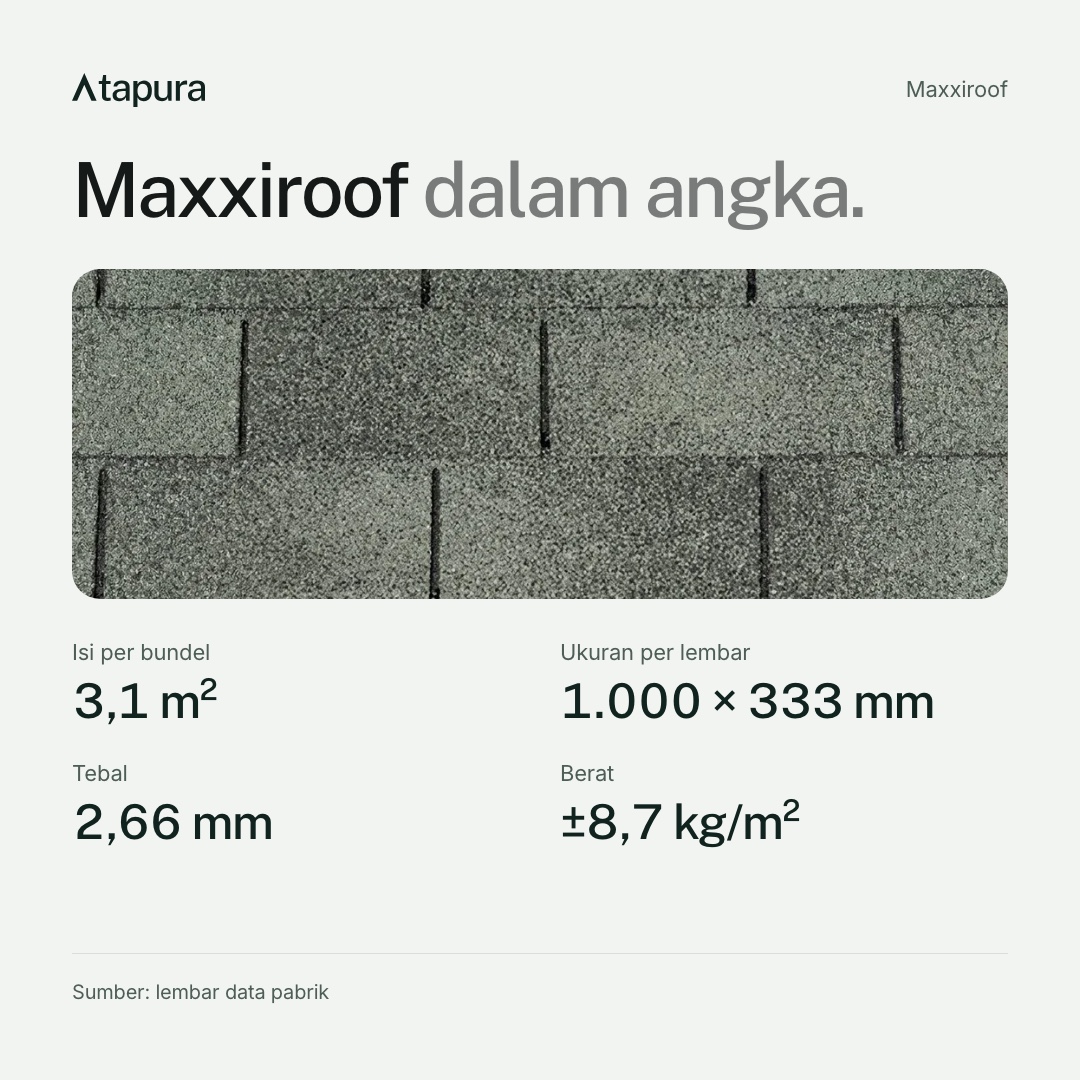 Atapura
Maxxiroof
Maxxiroof dalam angka.
Isi per bundel
3,1 m²
Ukuran per lembar
1.000 × 333 mm
Tebal
2,66 mm
Berat
±8,7 kg/m²
Sumber: lembar data pabrik